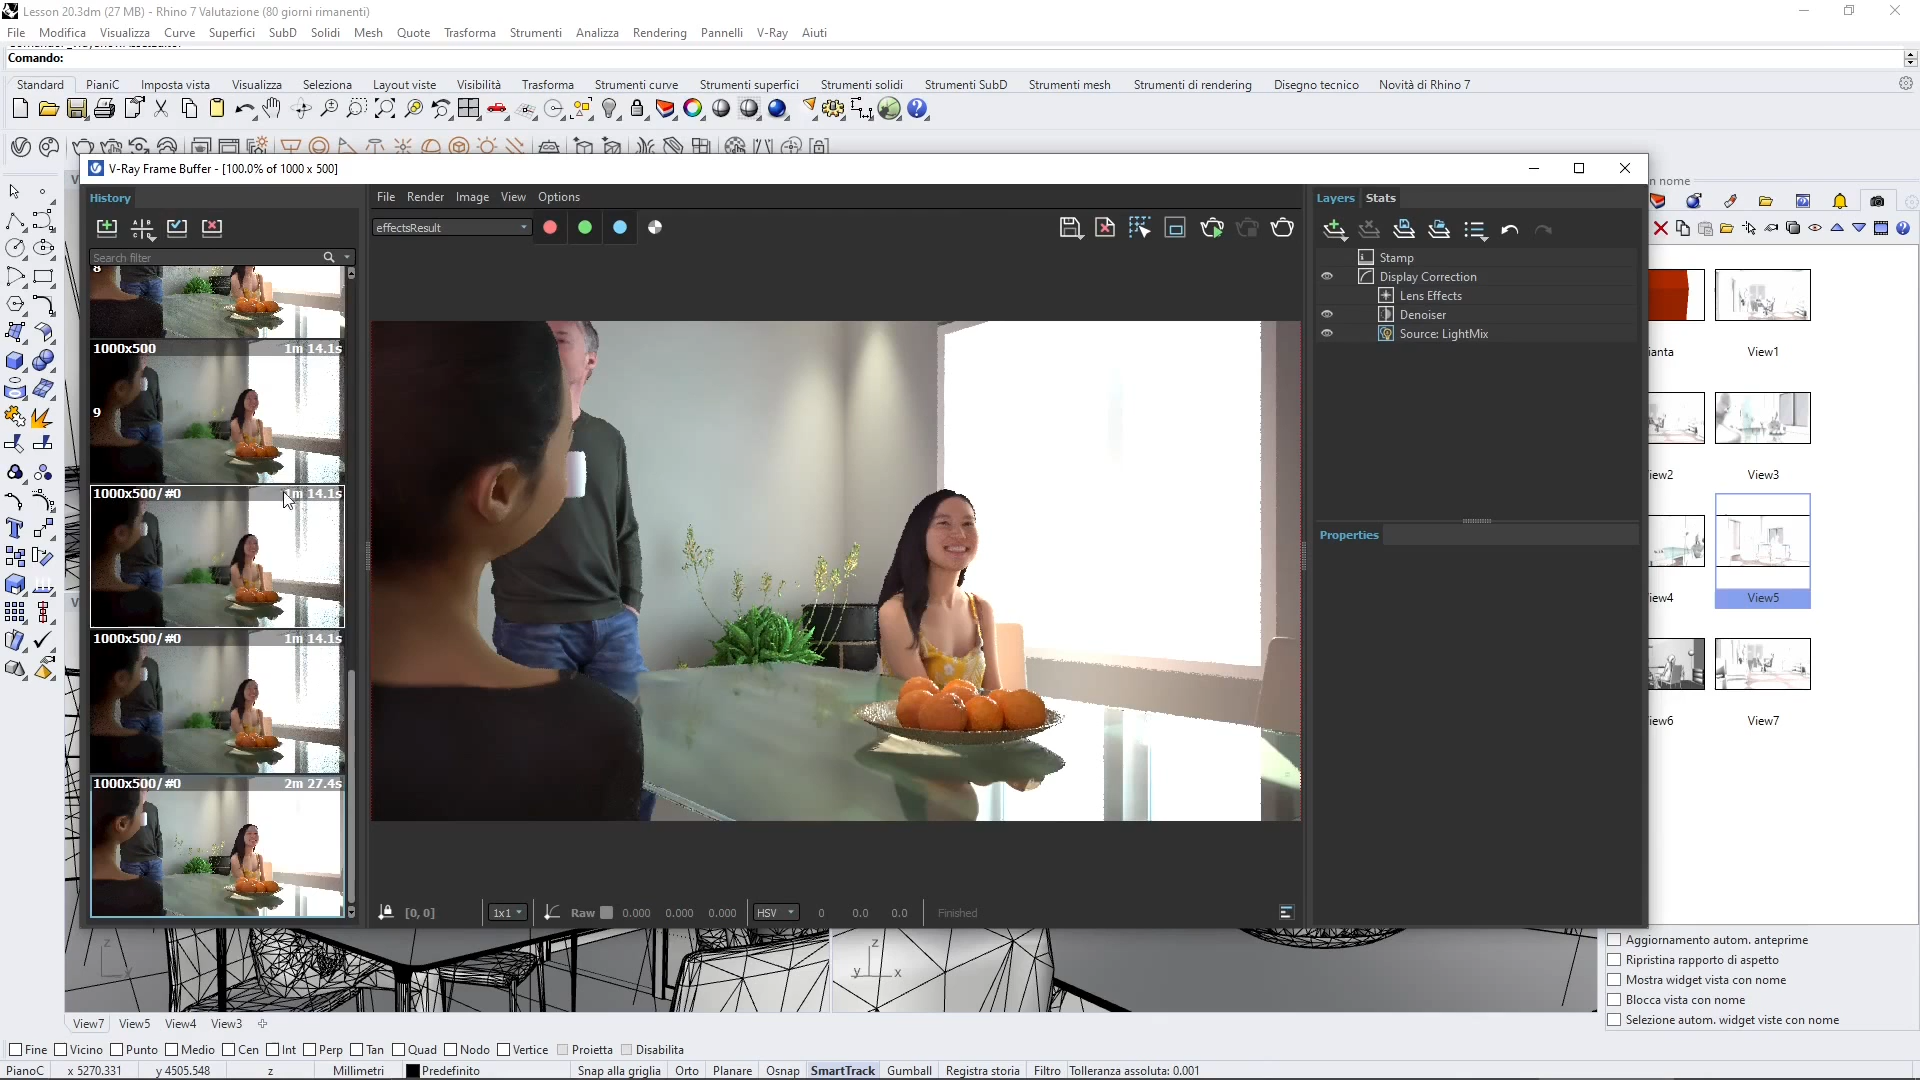 Lesson 20.3dm (27 MB) - Rhino 7 Valutazione (80 giorni rimanenti)
File Modifica Visualizza Curve Superfici SubD Solidi Mesh Quote Trasforma Strumenti Analizza Rendering Pannelli V-Ray Aiuti
Comando:
Standard PianiC Imposta vista Visualizza Seleziona Layout viste Visibilità Trasforma Strumenti curve Strumenti superfici Strumenti solidi Strumenti SubD Strumenti mesh Strumenti di rendering Disegno tecnico Novità di Rhino 7
V-Ray Frame Buffer - [100.0% of 1000 x 500]
n nome
History
File Render Image View Options
Layers Stats
effectsResult
Search filter
Stamp
Display Correction
Lens Effects
Denoiser
Source: LightMix
8
1000x500 1m 14.1s
9
1000x500/ #0 1m 14.1s
1000x500/ #0 1m 14.1s
1000x500/ #0 2m 27.4s
Properties
ianta View1
iew2 View3
iew4 View5
iew6 View7
[0, 0] 1x1 Raw 0.000 0.000 0.000 HSV 0 0.0 0.0 Finished
z
z
y x
Aggiornamento autom. anteprime
Ripristina rapporto di aspetto
Mostra widget vista con nome
Blocca vista con nome
Selezione autom. widget viste con nome
View7 View5 View4 View3
Fine Vicino Punto Medio Cen Int Perp Tan Quad Nodo Vertice Proietta Disabilita
PianoC x 5270.331 y 4505.548 z Millimetri Predefinito Snap alla griglia Orto Planare Osnap SmartTrack Gumball Registra storia Filtro Tolleranza assoluta: 0.001